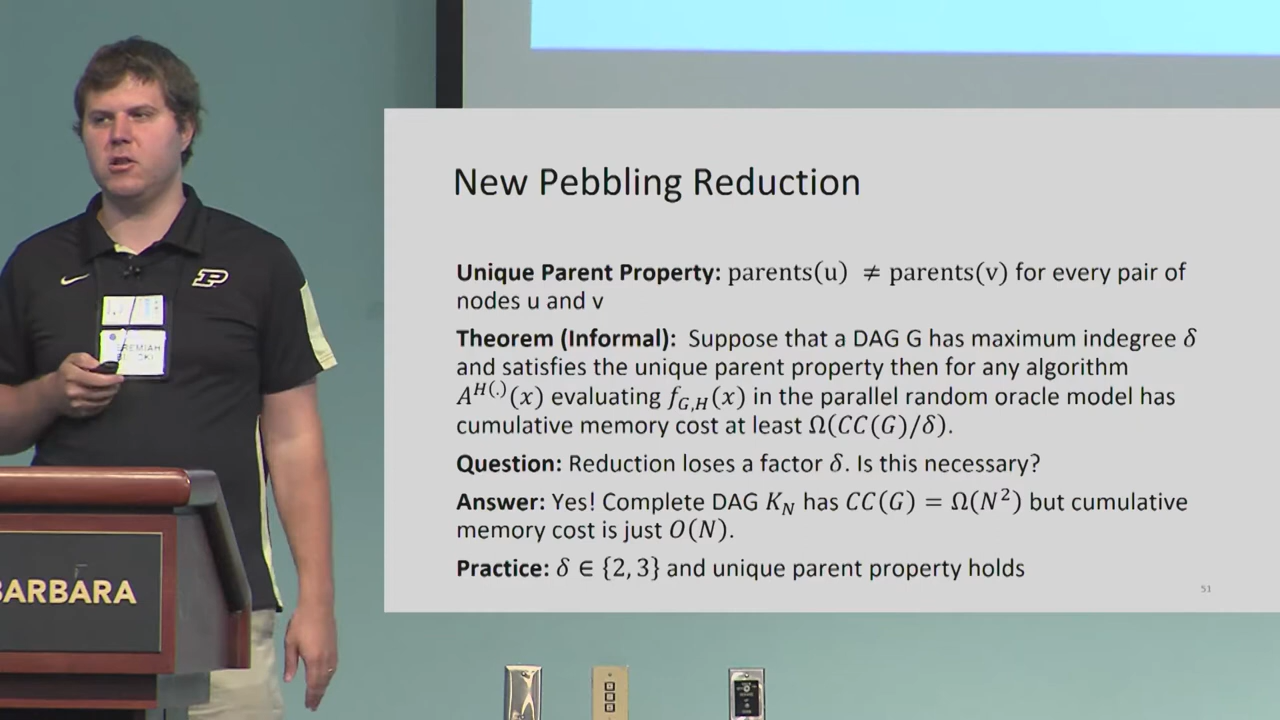 New Pebbling Reduction
Unique Parent Property: parents(u) ≠ parents(v) for every pair of
nodes u and v
Theorem (Informal): Suppose that a DAG G has maximum indegree δ
and satisfies the unique parent property then for any algorithm
A^{H(.)}(x) evaluating f_{G,H}(x) in the parallel random oracle model has
cumulative memory cost at least Ω(CC(G)/δ).
Question: Reduction loses a factor δ. Is this necessary?
Answer: Yes! Complete DAG K_N has CC(G) = Ω(N²) but cumulative
memory cost is just O(N).
Practice: δ ∈ {2, 3} and unique parent property holds
51
P
JEREMIAH
BARBARA